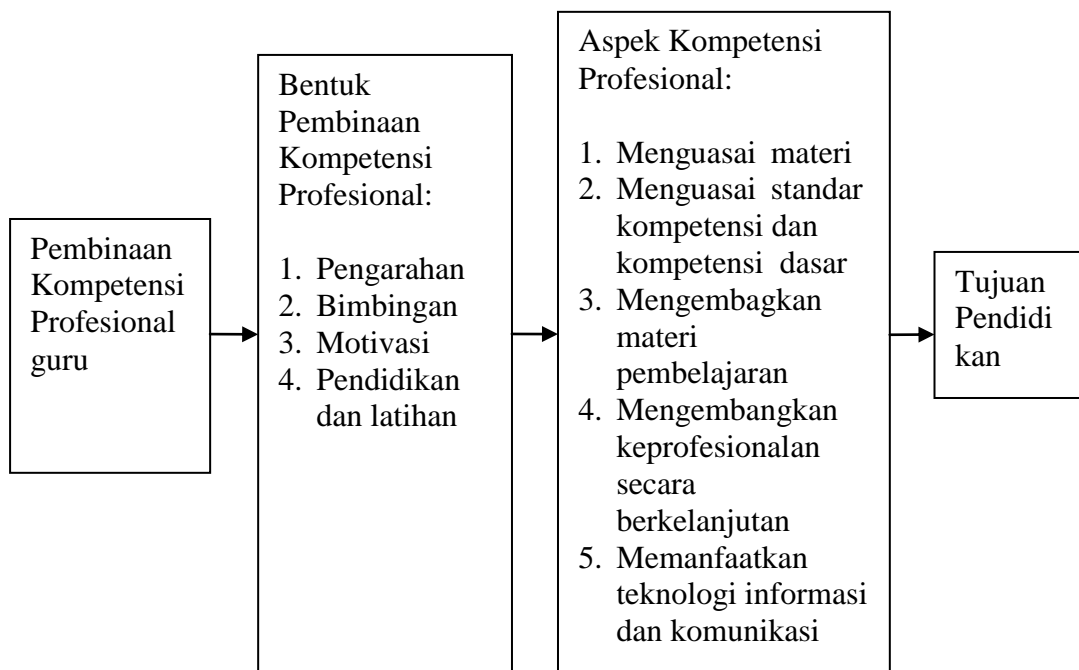 Pembinaan
Kompetensi
Profesional
guru
Bentuk
Pembinaan
Kompetensi
Profesional:
1. Pengarahan
2. Bimbingan
3. Motivasi
4. Pendidikan
dan latihan
Aspek Kompetensi
Profesional:
1. Menguasai materi
2. Menguasai standar
kompetensi dan
kompetensi dasar
3. Mengembagkan
materi
pembelajaran
4. Mengembangkan
keprofesionalan
secara
berkelanjutan
5. Memanfaatkan
teknologi informasi
dan komunikasi
Tujuan
Pendidi
kan